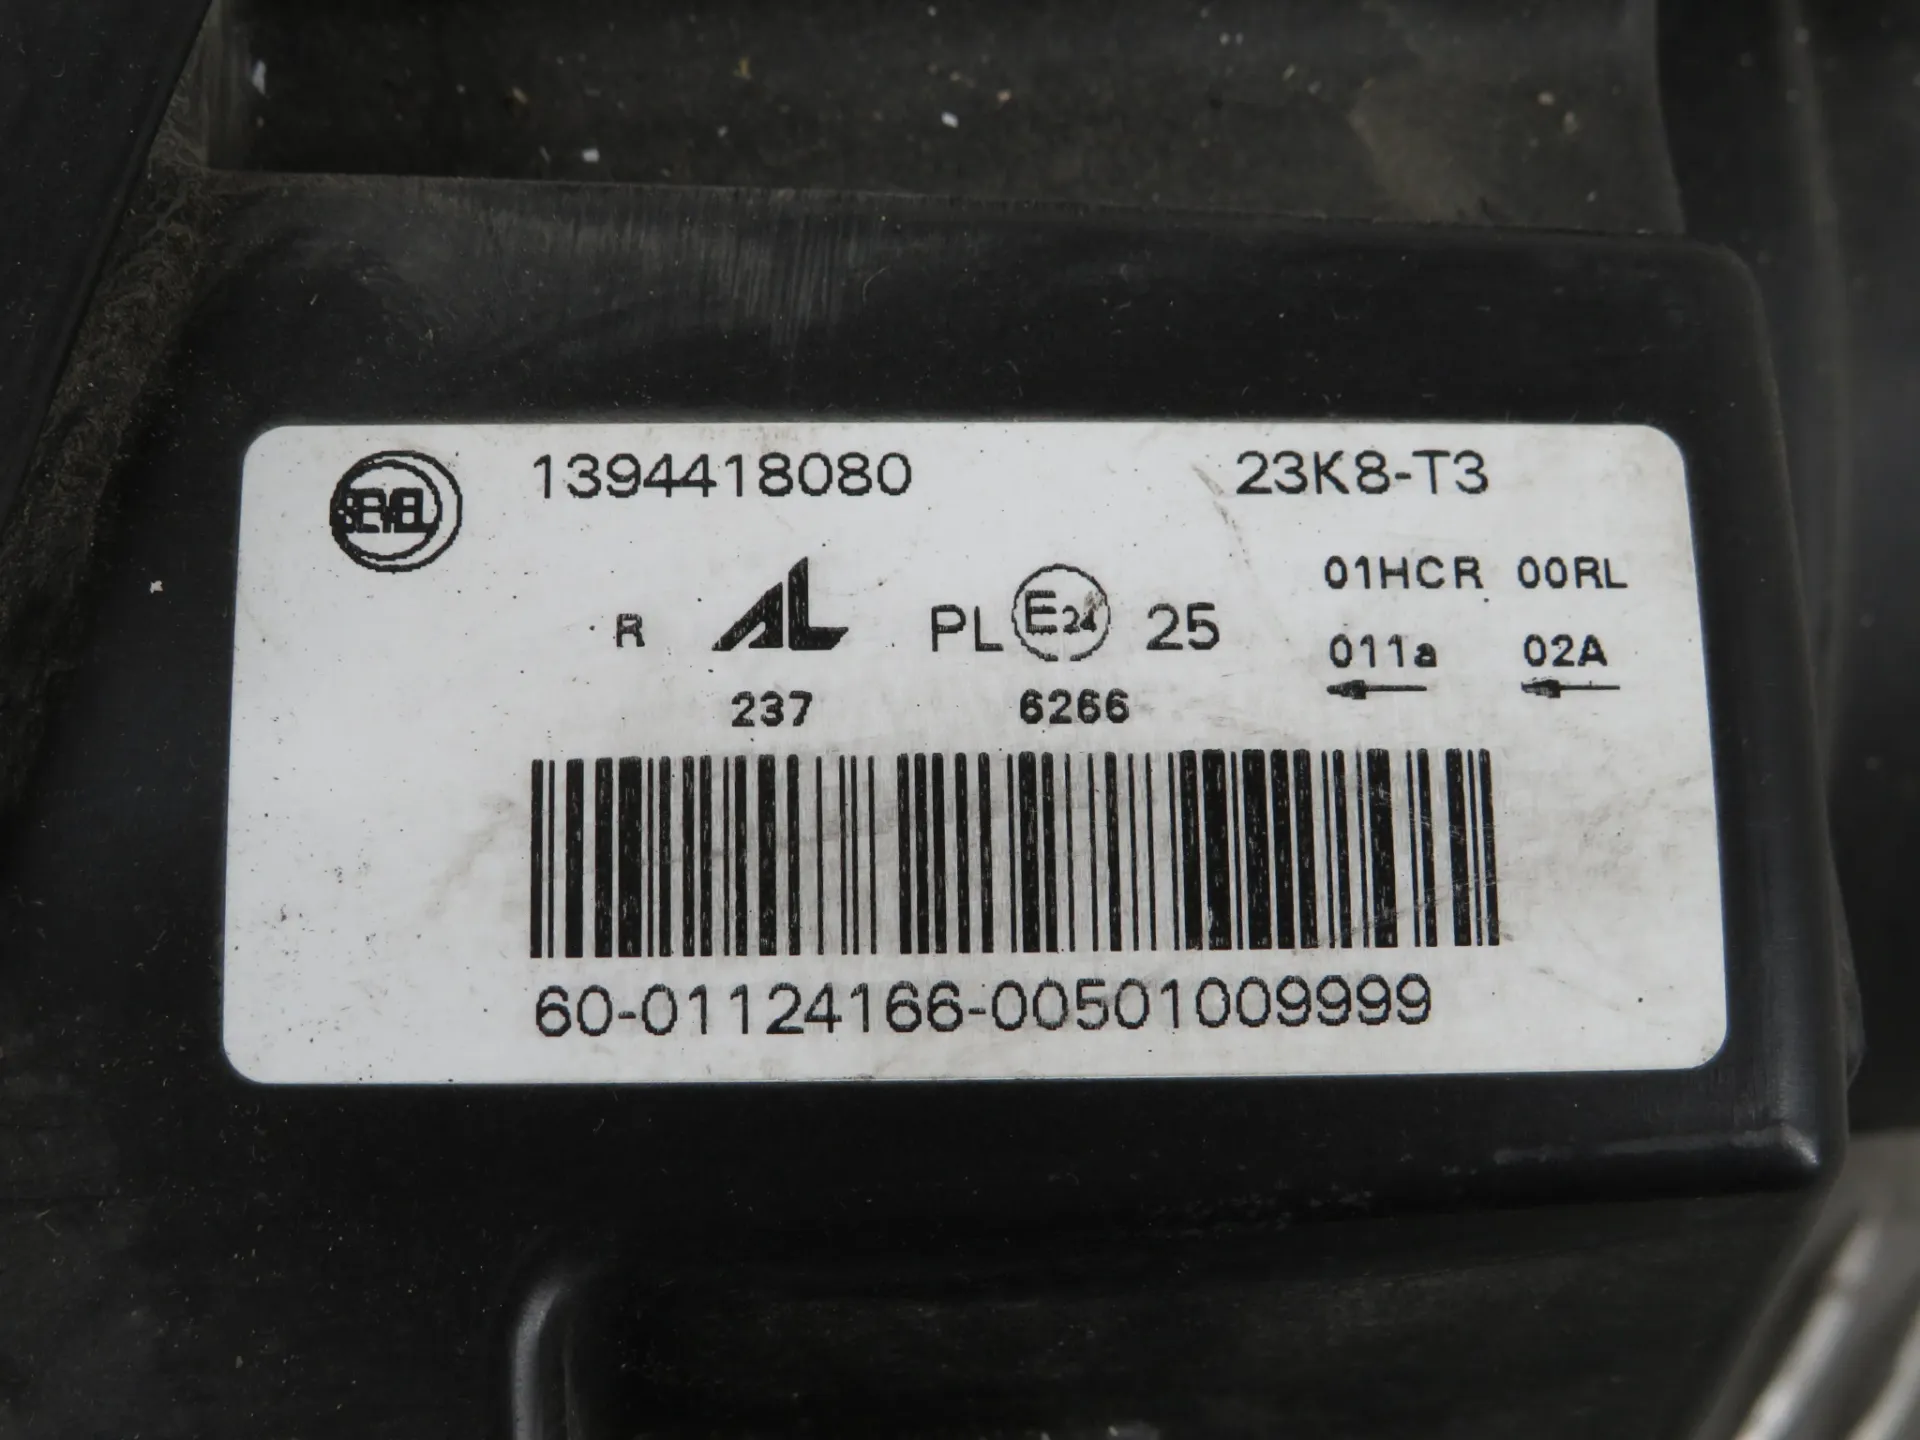 SEVEL 1394418080 23K8-T3
01HCR 00RL
R AL PL E24 25 011a 02A
237 6266
60-01124166-00501009999